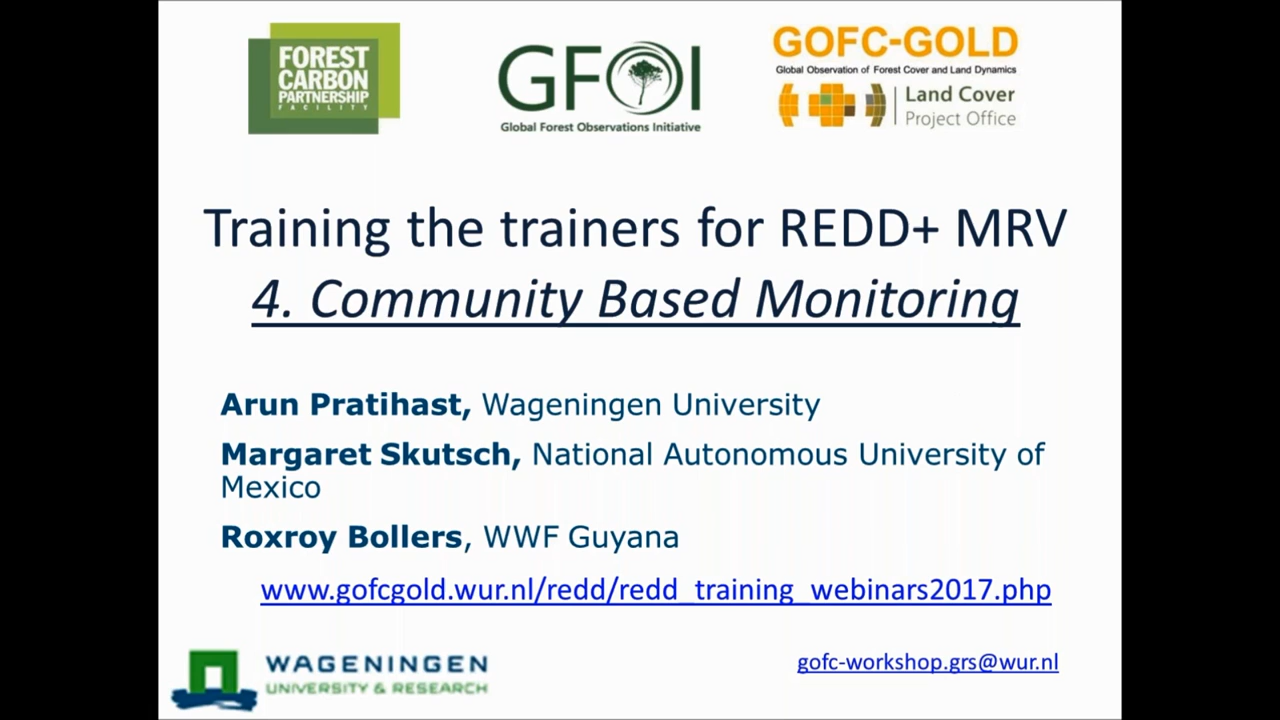 FOREST
CARBON
PARTNERSHIP
FACILITY
GFOI
Global Forest Observations Initiative
GOFC-GOLD
Global Observation of Forest Cover and Land Dynamics
Land Cover
Project Office
Training the trainers for REDD+ MRV
4. Community Based Monitoring
Arun Pratihast, Wageningen University
Margaret Skutsch, National Autonomous University of
Mexico
Roxroy Bollers, WWF Guyana
www.gofcgold.wur.nl/redd/redd_training_webinars2017.php
WAGENINGEN
UNIVERSITY & RESEARCH
gofc-workshop.grs@wur.nl